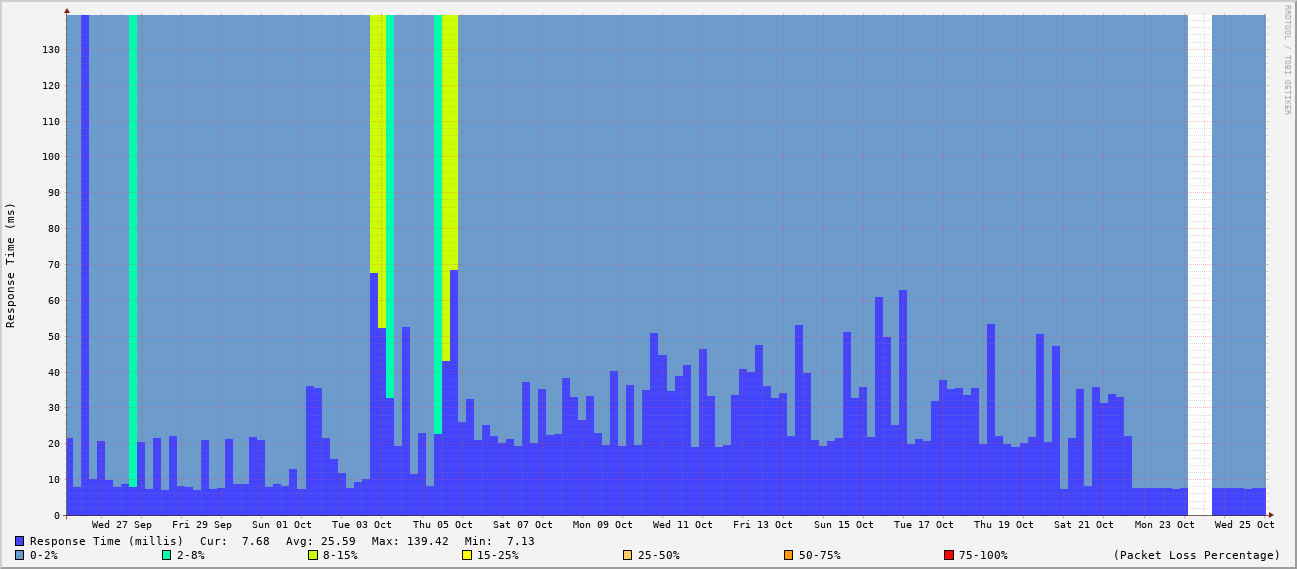 RRDTOOL / TOBI OETIKER
Response Time (ms)
130
120
110
100
90
80
70
60
50
40
30
20
10
0
Wed 27 Sep Fri 29 Sep Sun 01 Oct Tue 03 Oct Thu 05 Oct Sat 07 Oct Mon 09 Oct Wed 11 Oct Fri 13 Oct Sun 15 Oct Tue 17 Oct Thu 19 Oct Sat 21 Oct Mon 23 Oct Wed 25 Oct
Response Time (millis) Cur: 7.68 Avg: 25.59 Max: 139.42 Min: 7.13
0-2% 2-8% 8-15% 15-25% 25-50% 50-75% 75-100% (Packet Loss Percentage)